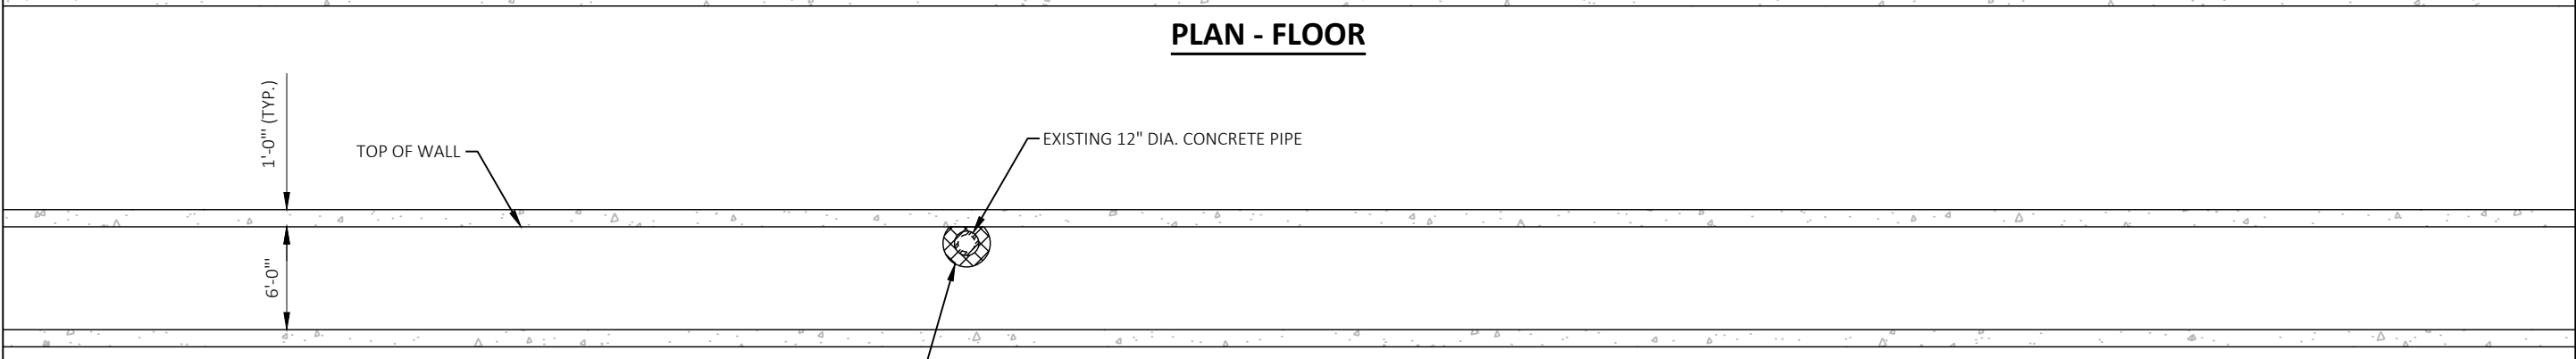 PLAN - FLOOR
1'-0"' (TYP.)
TOP OF WALL
EXISTING 12" DIA. CONCRETE PIPE
6'-0"'